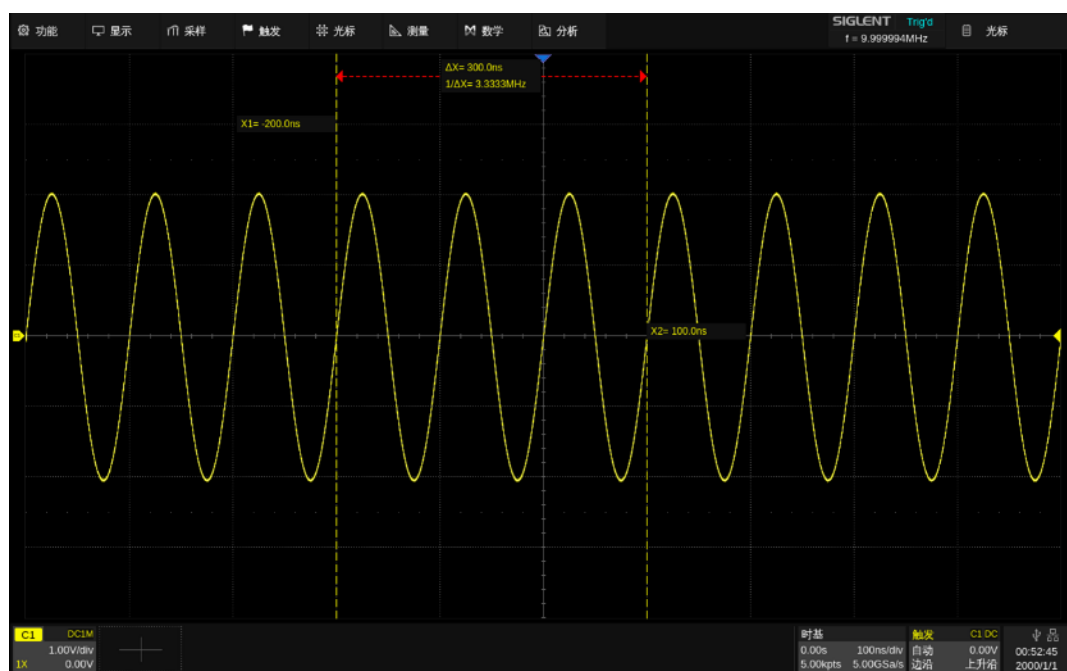 功能 显示 采样 触发 光标 测量 数学 分析
SIGLENT Trig'd
f = 9.999994MHz
光标
ΔX= 300.0ns
1/ΔX= 3.3333MHz
X1= -200.0ns
X2= 100.0ns
C1 DC1M
1.00V/div
1X 0.00V
时基
0.00s 100ns/div
5.00kpts 5.00GSa/s
触发 C1 DC
自动 0.00V
边沿 上升沿
00:52:45
2000/1/1